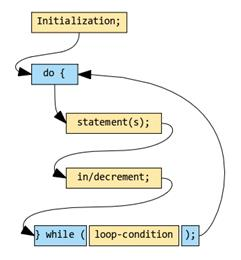 Initialization;
do {
statement(s);
in/decrement;
} while ( loop-condition );